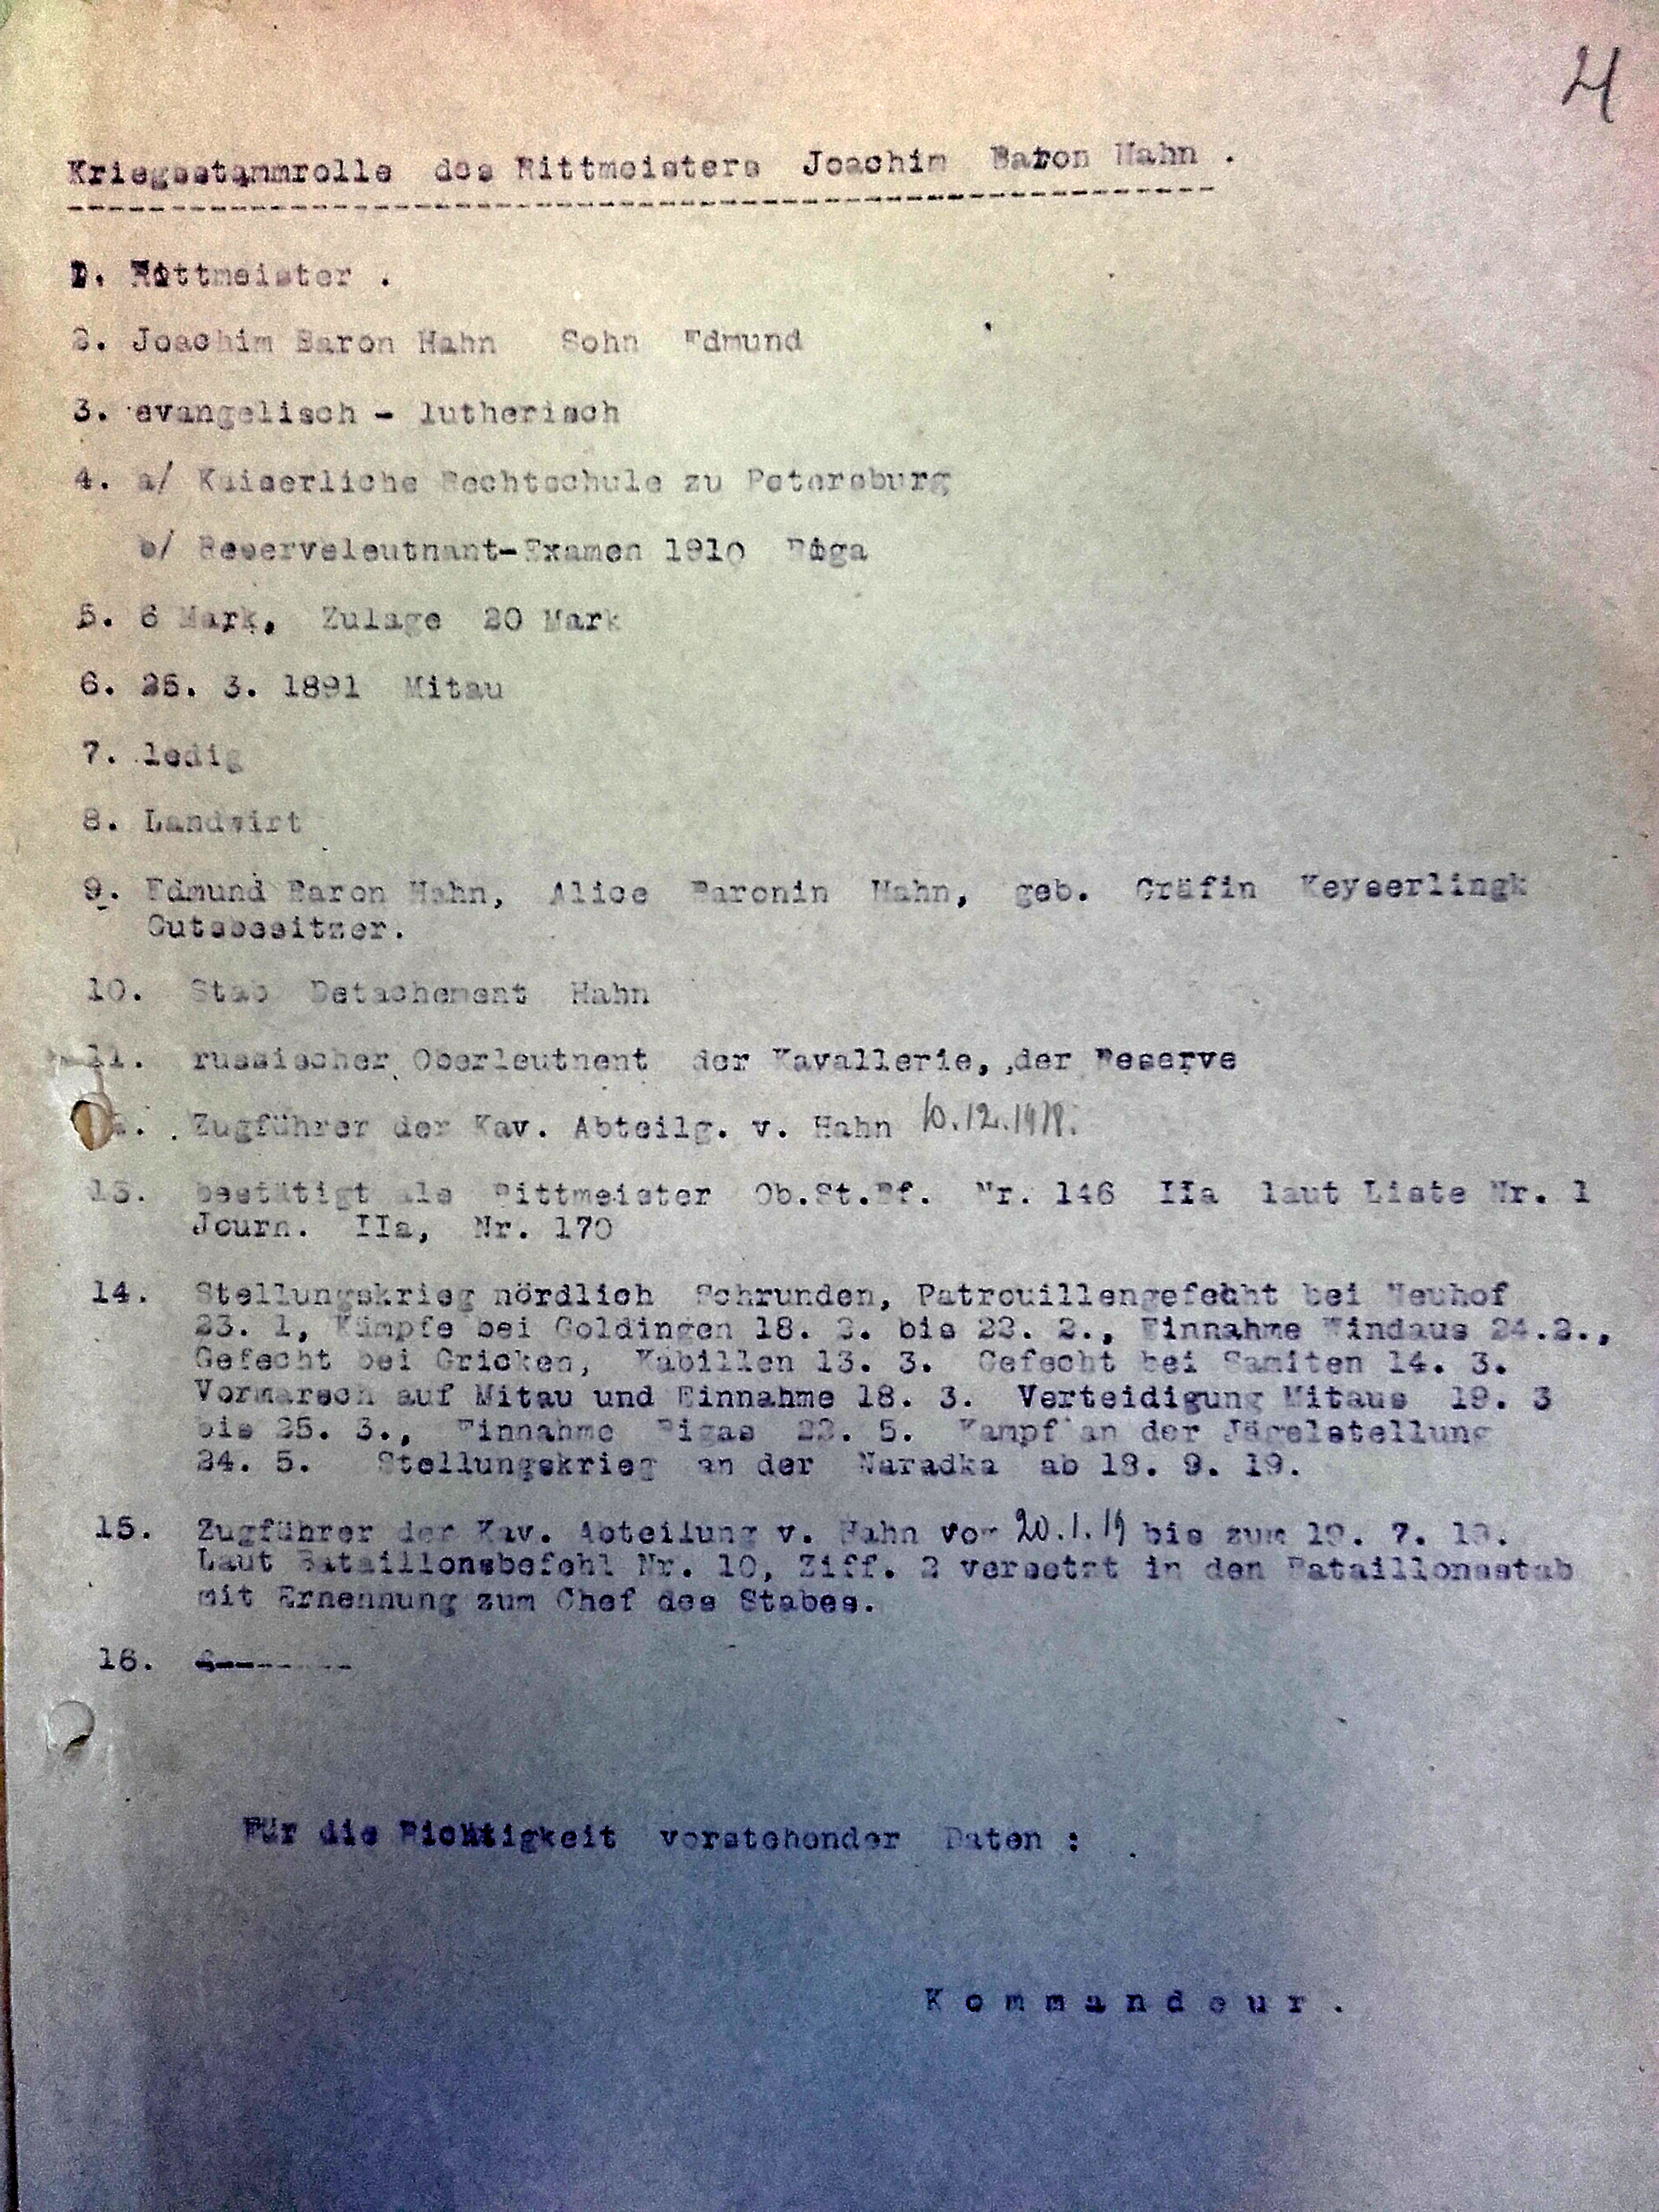 4
Kriegsstammrolle des Rittmeisters Joachim Baron Hahn .
1. Rittmeister .
2. Joachim Baron Hahn Sohn Edmund
3. evangelisch - lutherisch
4. a/ Kaiserliche Rechtschule zu Petersburg
b/ Reserveleutnant-Examen 1910 Riga
5. 6 Mark, Zulage 20 Mark
6. 25. 3. 1891 Mitau
7. ledig
8. Landwirt
9. Edmund Baron Hahn, Alice Baronin Hahn, geb. Gräfin Keyserlingk
Gutsbesitzer.
10. Stab Detachement Hahn
11. russischer Oberleutnent der Kavallerie, der Reserve
Zugführer der Kav. Abteilg. v. Hahn 10.12.1918.
13. bestätigt als Rittmeister Ob.St.Bf. Nr. 146 IIa laut Liste Nr. 1
Journ. IIa, Nr. 170
14. Stellungskrieg nördlich Schrunden, Patrouillengefecht bei Neuhof
23. 1, Kämpfe bei Goldingen 18. 2. bis 22. 2., Einnahme Windaus 24.2.,
Gefecht bei Gricken, Kabillen 13. 3. Gefecht bei Samiten 14. 3.
Vormarsch auf Mitau und Einnahme 18. 3. Verteidigung Mitaus 19. 3
bis 25. 3., Einnahme Rigas 22. 5. Kampf an der Jägelstellung
24. 5. Stellungskrieg an der Naradka ab 18. 9. 19.
15. Zugführer der Kav. Abteilung v. Hahn vom 20.1.19 bis zum 19. 7. 19.
Laut Bataillonsbefehl Nr. 10, Ziff. 2 versetzt in den Bataillonsstab
mit Ernennung zum Chef des Stabes.
16. --------
Für die Richtigkeit vorstehender Daten :
K o m m a n d e u r .